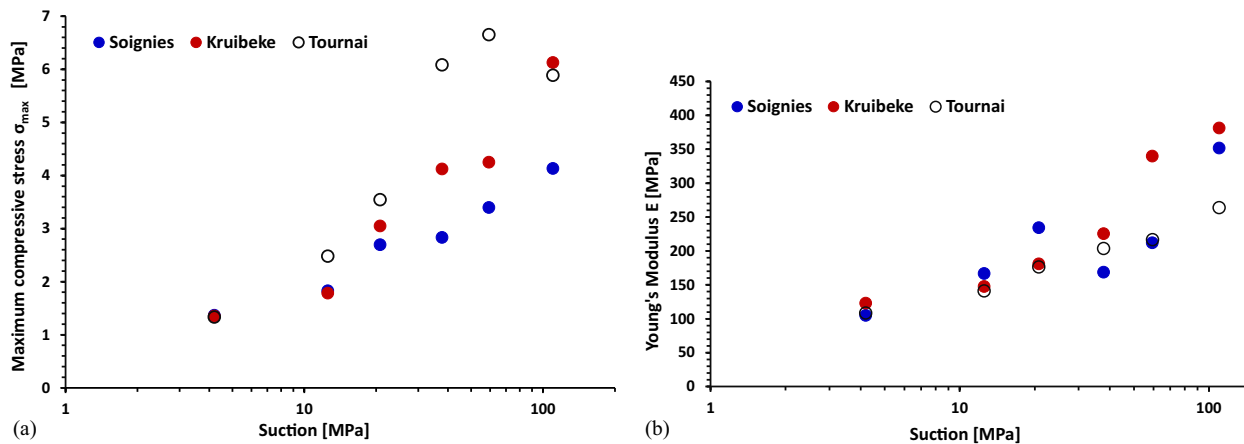 7
6
5
4
3
2
1
0
Maximum compressive stress σmax [MPa]
Soignies Kruibeke Tournai
1 10 100
Suction [MPa]
(a)
450
400
350
300
250
200
150
100
50
0
Young's Modulus E [MPa]
Soignies Kruibeke Tournai
1 10 100
Suction [MPa]
(b)